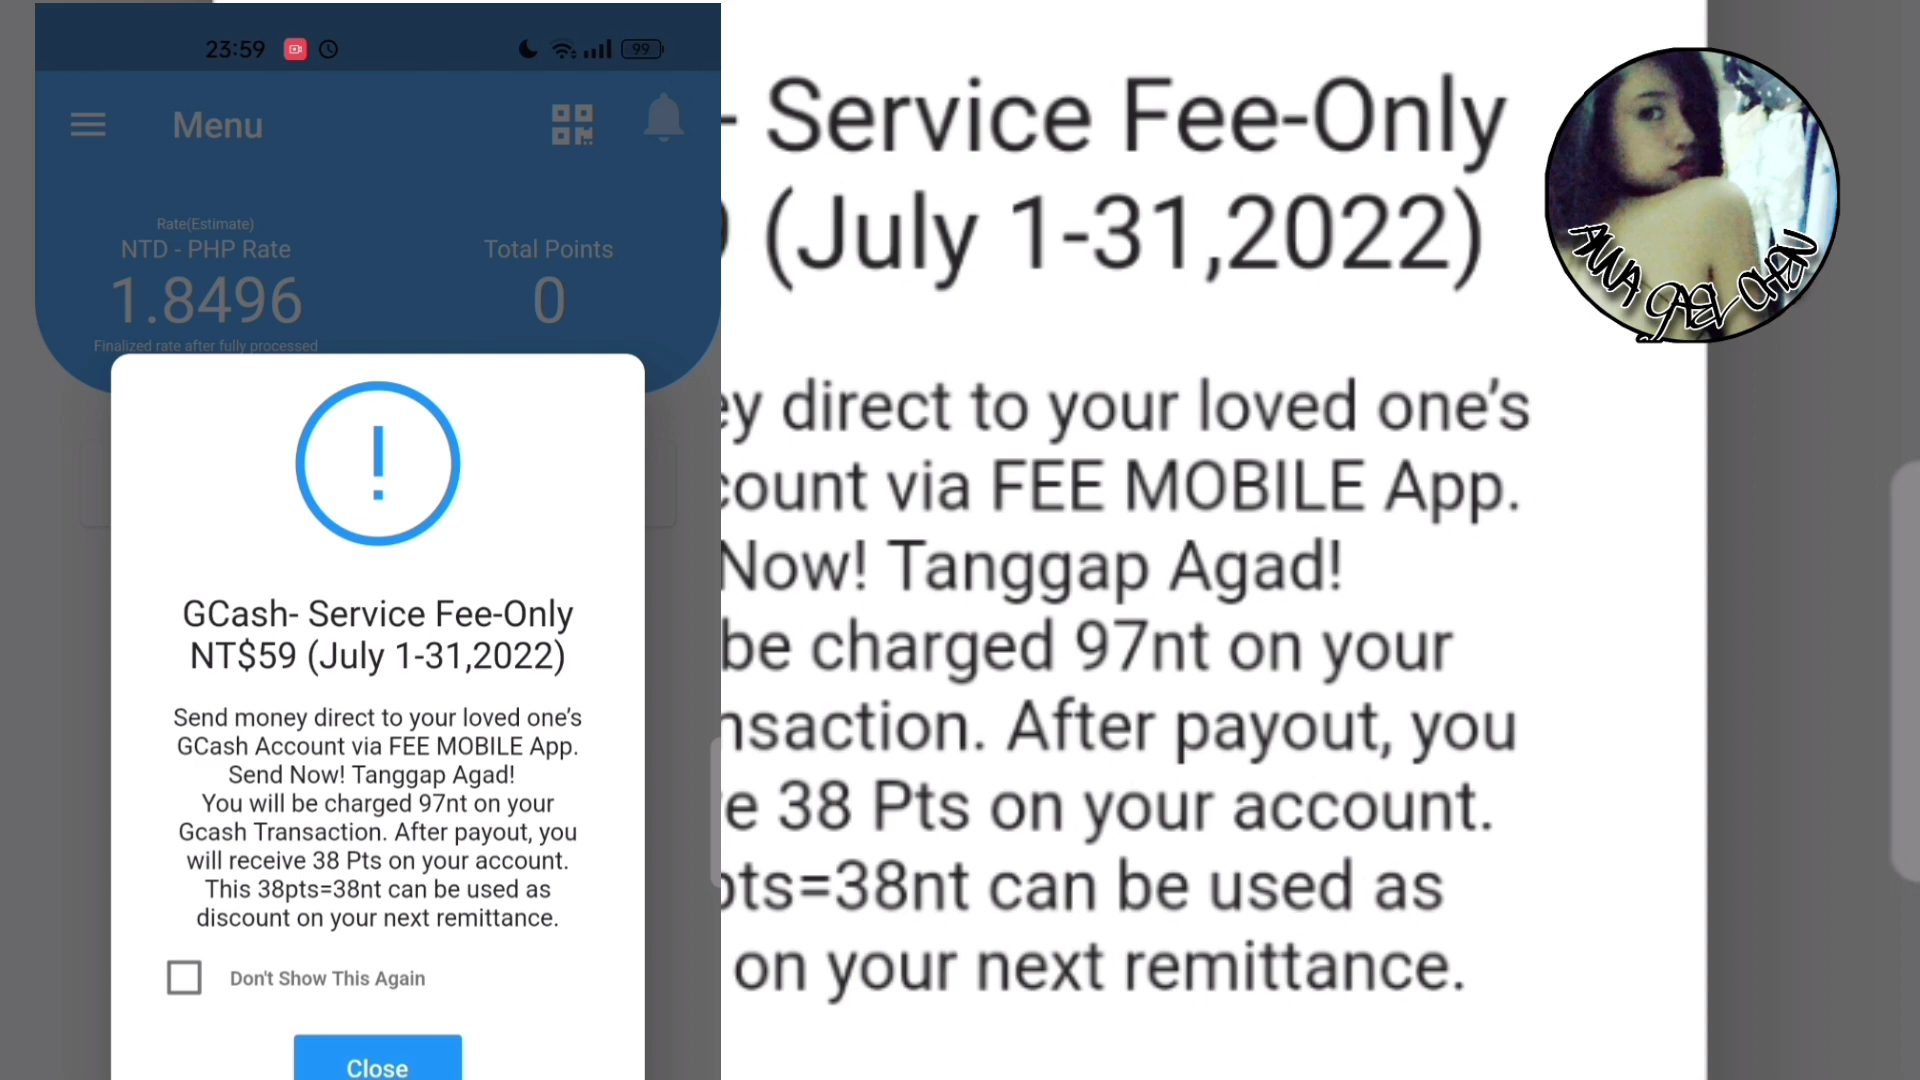 23:59
99
Menu
Rate(Estimate)
NTD - PHP Rate
1.8496
Finalized rate after fully processed
Total Points
0
GCash- Service Fee-Only
NT$59 (July 1-31,2022)
Send money direct to your loved one’s
GCash Account via FEE MOBILE App.
Send Now! Tanggap Agad!
You will be charged 97nt on your
Gcash Transaction. After payout, you
will receive 38 Pts on your account.
This 38pts=38nt can be used as
discount on your next remittance.
Don't Show This Again
Close
- Service Fee-Only
(July 1-31,2022)
ey direct to your loved one’s
count via FEE MOBILE App.
Now! Tanggap Agad!
be charged 97nt on your
nsaction. After payout, you
e 38 Pts on your account.
pts=38nt can be used as
on your next remittance.
ANNA GAEL CHEN